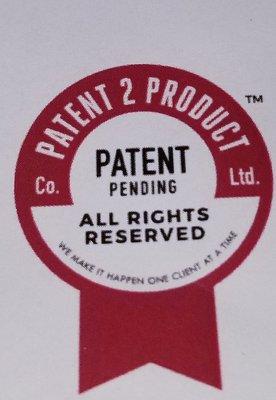 PATENT 2 PRODUCT
TM
Co.
Ltd.
PATENT
PENDING
ALL RIGHTS
RESERVED
WE MAKE IT HAPPEN ONE CLIENT AT A TIME